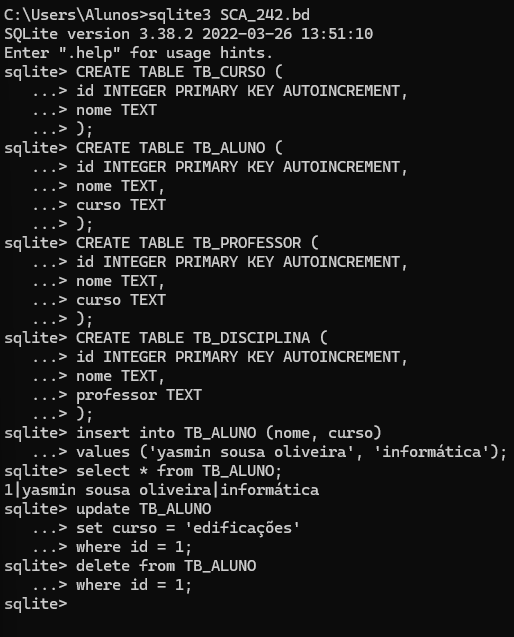 C:\Users\Alunos>sqlite3 SCA_242.bd
SQLite version 3.38.2 2022-03-26 13:51:10
Enter ".help" for usage hints.
sqlite> CREATE TABLE TB_CURSO (
   ...> id INTEGER PRIMARY KEY AUTOINCREMENT,
   ...> nome TEXT
   ...> );
sqlite> CREATE TABLE TB_ALUNO (
   ...> id INTEGER PRIMARY KEY AUTOINCREMENT,
   ...> nome TEXT,
   ...> curso TEXT
   ...> );
sqlite> CREATE TABLE TB_PROFESSOR (
   ...> id INTEGER PRIMARY KEY AUTOINCREMENT,
   ...> nome TEXT,
   ...> curso TEXT
   ...> );
sqlite> CREATE TABLE TB_DISCIPLINA (
   ...> id INTEGER PRIMARY KEY AUTOINCREMENT,
   ...> nome TEXT,
   ...> professor TEXT
   ...> );
sqlite> insert into TB_ALUNO (nome, curso)
   ...> values ('yasmin sousa oliveira', 'informática');
sqlite> select * from TB_ALUNO;
1|yasmin sousa oliveira|informática
sqlite> update TB_ALUNO
   ...> set curso = 'edificações'
   ...> where id = 1;
sqlite> delete from TB_ALUNO
   ...> where id = 1;
sqlite>